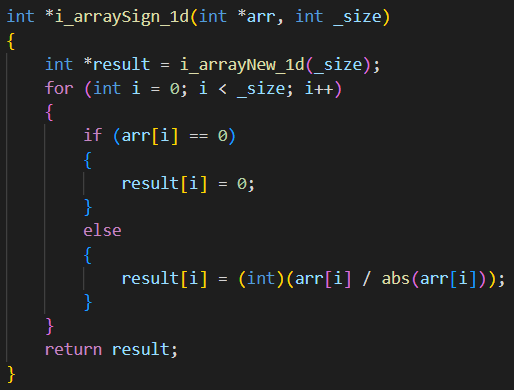 int *i_arraySign_1d(int *arr, int _size)
{
    int *result = i_arrayNew_1d(_size);
    for (int i = 0; i < _size; i++)
    {
        if (arr[i] == 0)
        {
            result[i] = 0;
        }
        else
        {
            result[i] = (int)(arr[i] / abs(arr[i]));
        }
    }
    return result;
}